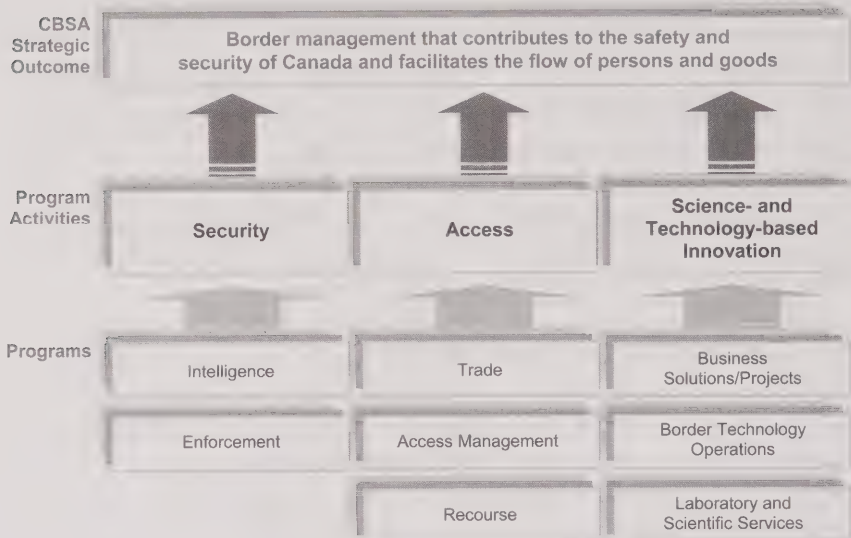 CBSA
Strategic
Outcome
Border management that contributes to the safety and
security of Canada and facilitates the flow of persons and goods
Program
Activities
Security
Access
Science- and
Technology-based
Innovation
Programs
Intelligence
Trade
Business
Solutions/Projects
Enforcement
Access Management
Border Technology
Operations
Recourse
Laboratory and
Scientific Services